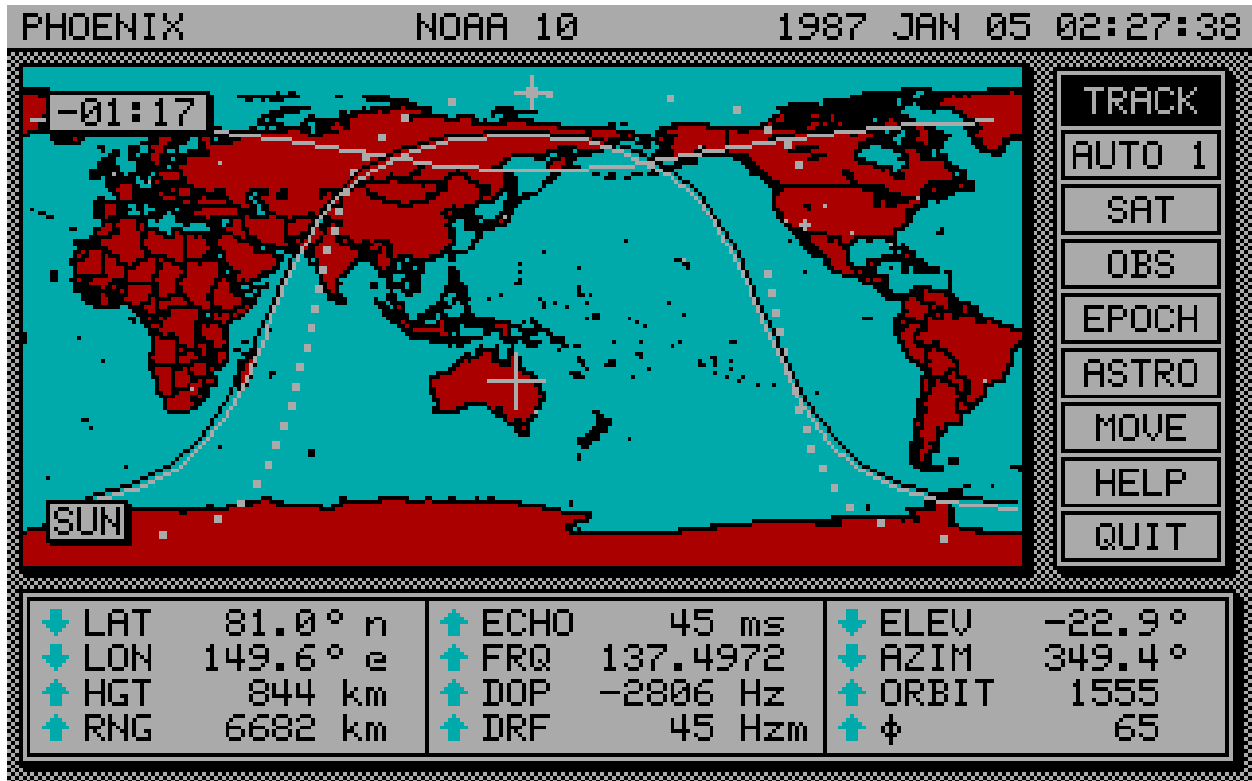 PHOENIX NOAA 10 1987 JAN 05 02:27:38
-01:17
SUN
TRACK
AUTO 1
SAT
OBS
EPOCH
ASTRO
MOVE
HELP
QUIT
LAT 81.0° n
LON 149.6° e
HGT 844 km
RNG 6682 km
ECHO 45 ms
FRQ 137.4972
DOP -2806 Hz
DRF 45 Hzm
ELEV -22.9°
AZIM 349.4°
ORBIT 1555
ϕ 65